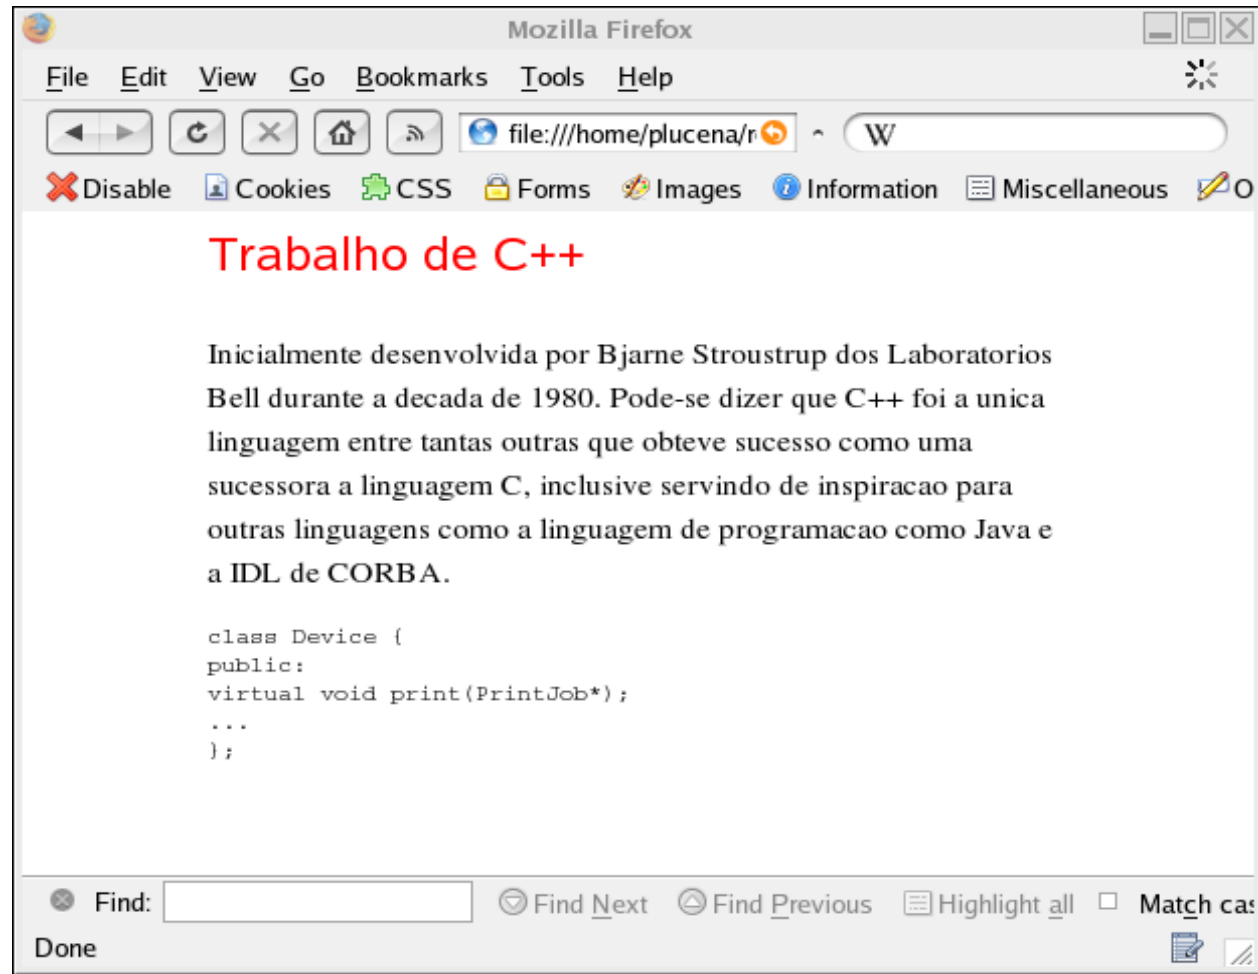 Mozilla Firefox
File Edit View Go Bookmarks Tools Help
file:///home/plucena/r W
Disable Cookies CSS Forms Images Information Miscellaneous O
Trabalho de C++
Inicialmente desenvolvida por Bjarne Stroustrup dos Laboratorios
Bell durante a decada de 1980. Pode-se dizer que C++ foi a unica
linguagem entre tantas outras que obteve sucesso como uma
sucessora a linguagem C, inclusive servindo de inspiracao para
outras linguagens como a linguagem de programacao como Java e
a IDL de CORBA.
class Device {
public:
virtual void print(PrintJob*);
...
};
Find: Find Next Find Previous Highlight all Match cas
Done